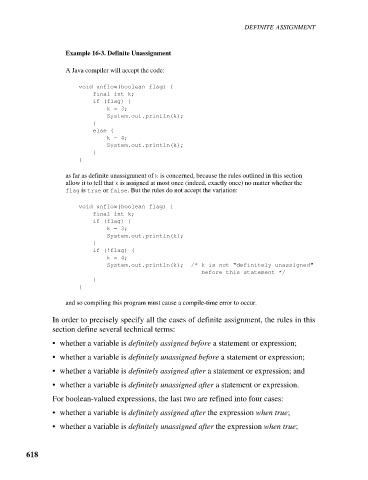 DEFINITE ASSIGNMENT
Example 16-3. Definite Unassignment
A Java compiler will accept the code:
void unflow(boolean flag) {
final int k;
if (flag) {
k = 3;
System.out.println(k);
}
else {
k = 4;
System.out.println(k);
}
}
as far as definite unassignment of k is concerned, because the rules outlined in this section
allow it to tell that k is assigned at most once (indeed, exactly once) no matter whether the
flag is true or false. But the rules do not accept the variation:
void unflow(boolean flag) {
final int k;
if (flag) {
k = 3;
System.out.println(k);
}
if (!flag) {
k = 4;
System.out.println(k); /* k is not "definitely unassigned"
before this statement */
}
}
and so compiling this program must cause a compile-time error to occur.
In order to precisely specify all the cases of definite assignment, the rules in this
section define several technical terms:
• whether a variable is definitely assigned before a statement or expression;
• whether a variable is definitely unassigned before a statement or expression;
• whether a variable is definitely assigned after a statement or expression; and
• whether a variable is definitely unassigned after a statement or expression.
For boolean-valued expressions, the last two are refined into four cases:
• whether a variable is definitely assigned after the expression when true;
• whether a variable is definitely unassigned after the expression when true;
618